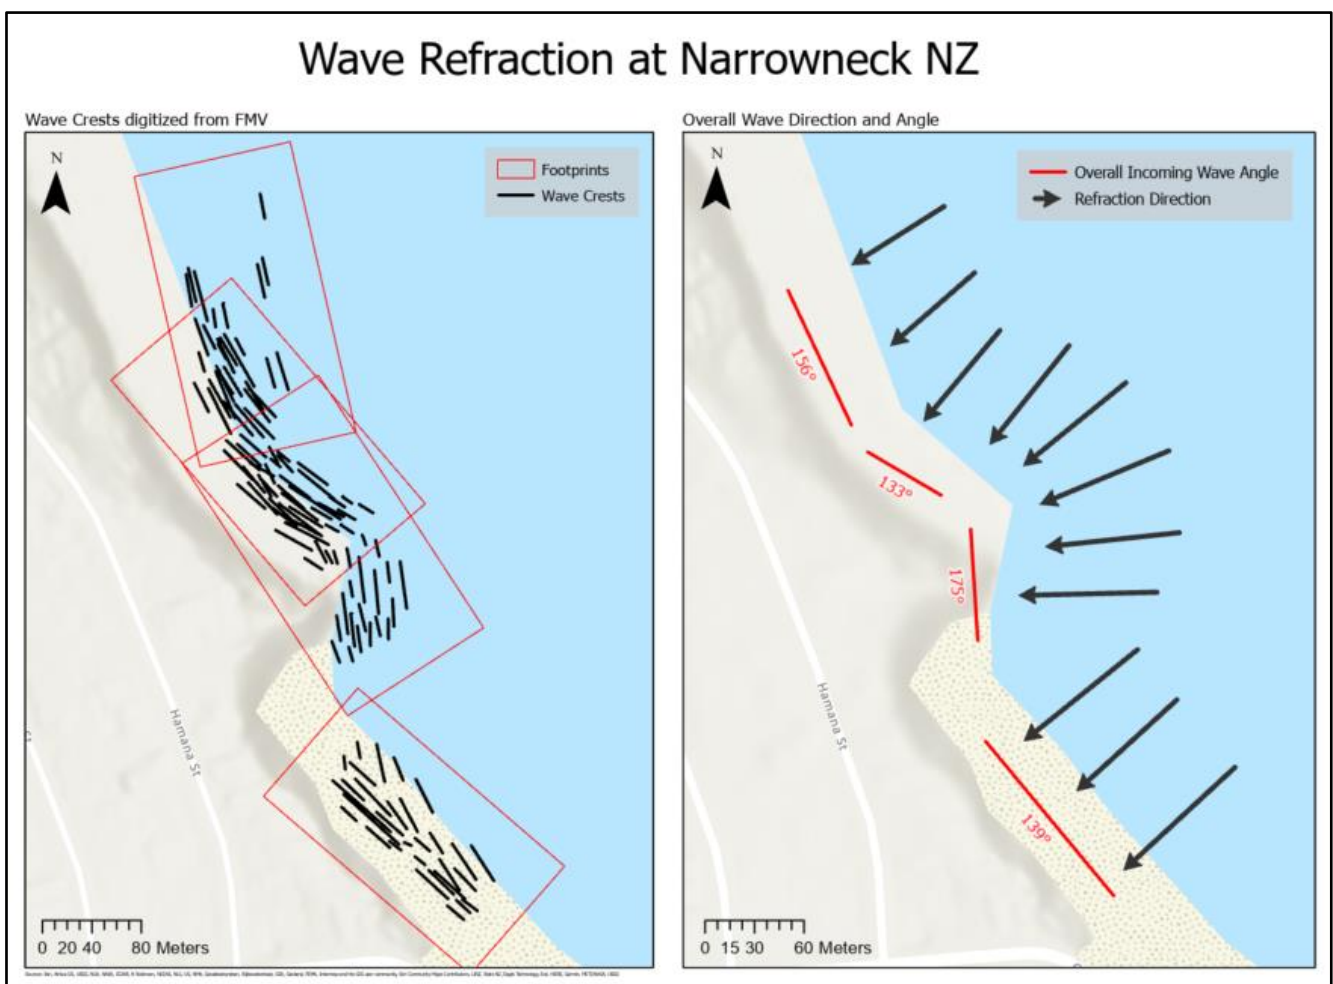 Wave Refraction at Narrowneck NZ
Wave Crests digitized from FMV
N
Footprints
Wave Crests
Hamana St
0 20 40 80 Meters
Overall Wave Direction and Angle
N
Overall Incoming Wave Angle
Refraction Direction
156°
133°
175°
139°
Hamana St
0 15 30 60 Meters